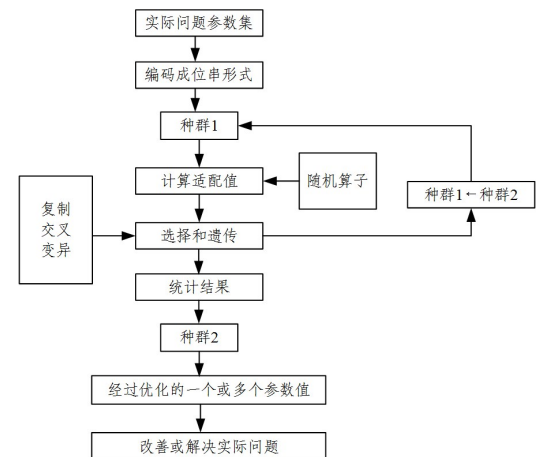 实际问题参数集
编码成位串形式
种群1
计算适配值
随机算子
种群1←种群2
复制
交叉
变异
选择和遗传
统计结果
种群2
经过优化的一个或多个参数值
改善或解决实际问题